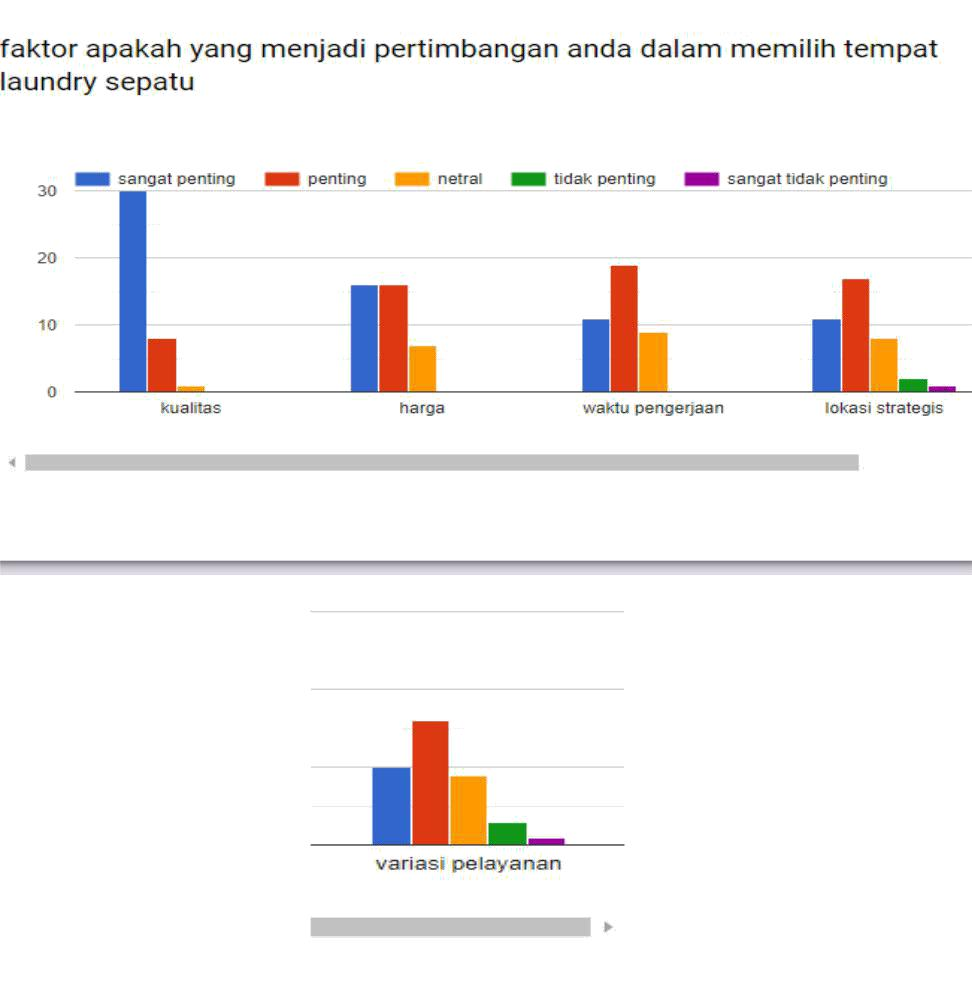 faktor apakah yang menjadi pertimbangan anda dalam memilih tempat
laundry sepatu
sangat penting penting netral tidak penting sangat tidak penting
30
20
10
0
kualitas harga waktu pengerjaan lokasi strategis
variasi pelayanan